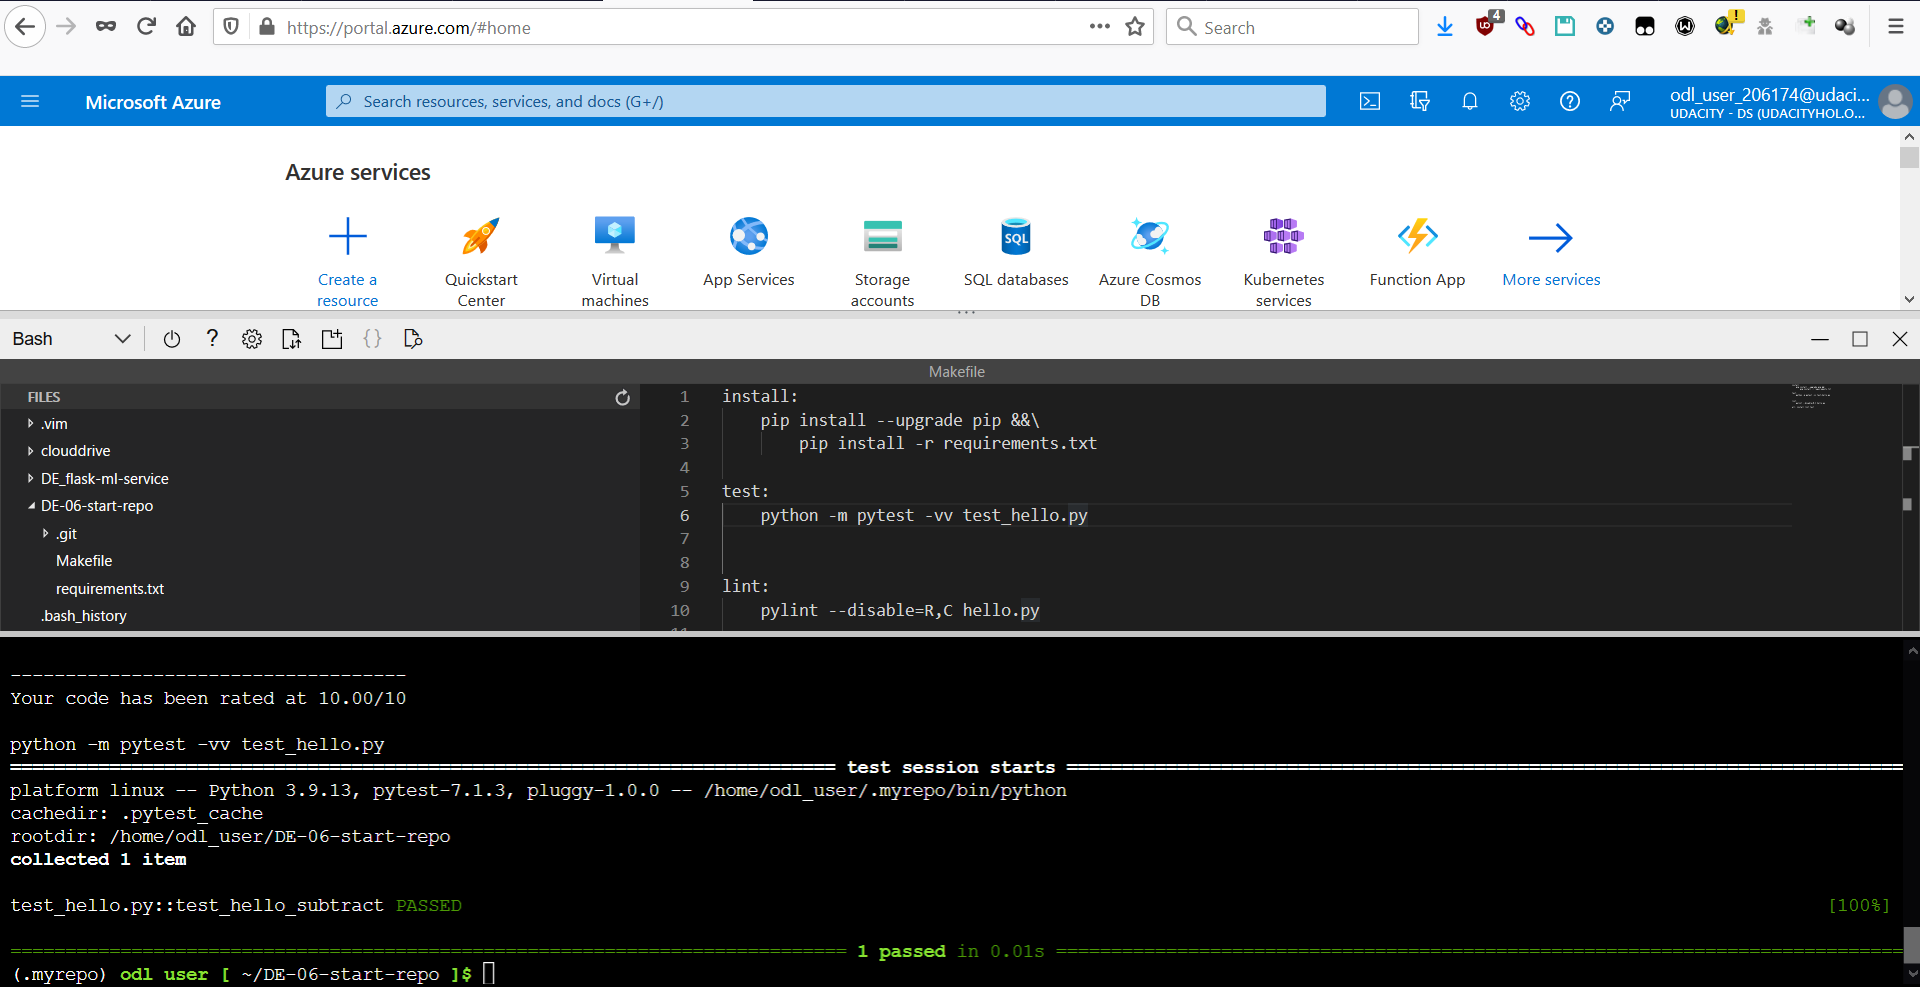 https://portal.azure.com/#home
Search
4
!
Microsoft Azure
Search resources, services, and docs (G+/)
odl_user_206174@udaci...
UDACITY - DS (UDACITYHOL.O...
Azure services
Create a resource
Quickstart Center
Virtual machines
App Services
Storage accounts
SQL
SQL databases
Azure Cosmos DB
Kubernetes services
Function App
More services
Bash
Makefile
FILES
.vim
clouddrive
DE_flask-ml-service
DE-06-start-repo
.git
Makefile
requirements.txt
.bash_history
1 install:
2 pip install --upgrade pip &&\
3 pip install -r requirements.txt
4
5 test:
6 python -m pytest -vv test_hello.py
7
8
9 lint:
10 pylint --disable=R,C hello.py
------------------------------------
Your code has been rated at 10.00/10
python -m pytest -vv test_hello.py
=========================================================================== test session starts ============================================================================
platform linux -- Python 3.9.13, pytest-7.1.3, pluggy-1.0.0 -- /home/odl_user/.myrepo/bin/python
cachedir: .pytest_cache
rootdir: /home/odl_user/DE-06-start-repo
collected 1 item
test_hello.py::test_hello_subtract PASSED [100%]
============================================================================ 1 passed in 0.01s =============================================================================
(.myrepo) odl_user [ ~/DE-06-start-repo ]$